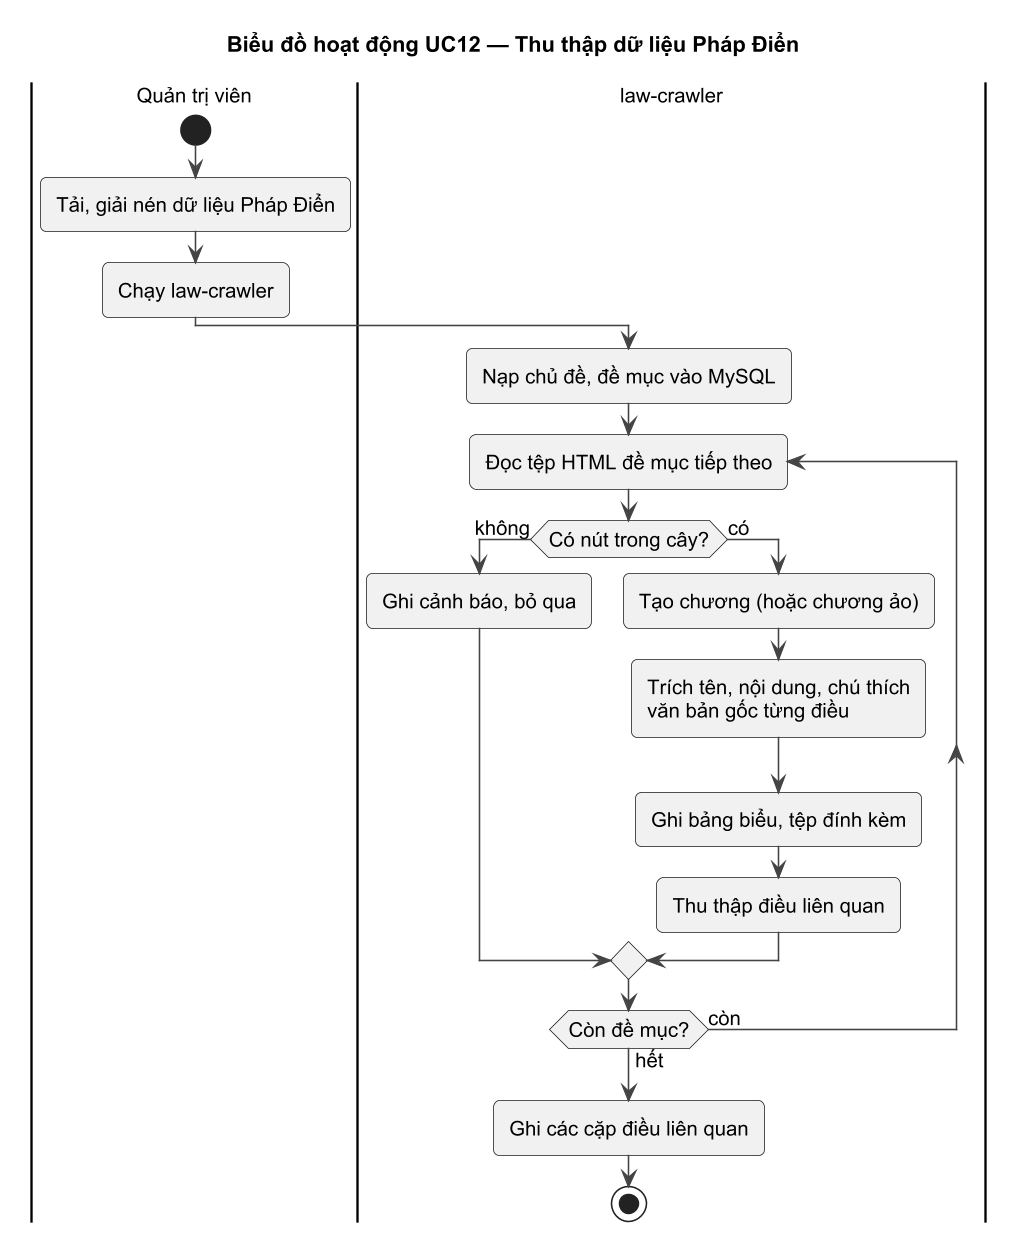 Biểu đồ hoạt động UC12 — Thu thập dữ liệu Pháp Điển
Quản trị viên
law-crawler
Tải, giải nén dữ liệu Pháp Điển
Chạy law-crawler
Nạp chủ đề, đề mục vào MySQL
Đọc tệp HTML đề mục tiếp theo
không
Có nút trong cây?
có
Ghi cảnh báo, bỏ qua
Tạo chương (hoặc chương ảo)
Trích tên, nội dung, chú thích
văn bản gốc từng điều
Ghi bảng biểu, tệp đính kèm
Thu thập điều liên quan
Còn đề mục?
còn
hết
Ghi các cặp điều liên quan